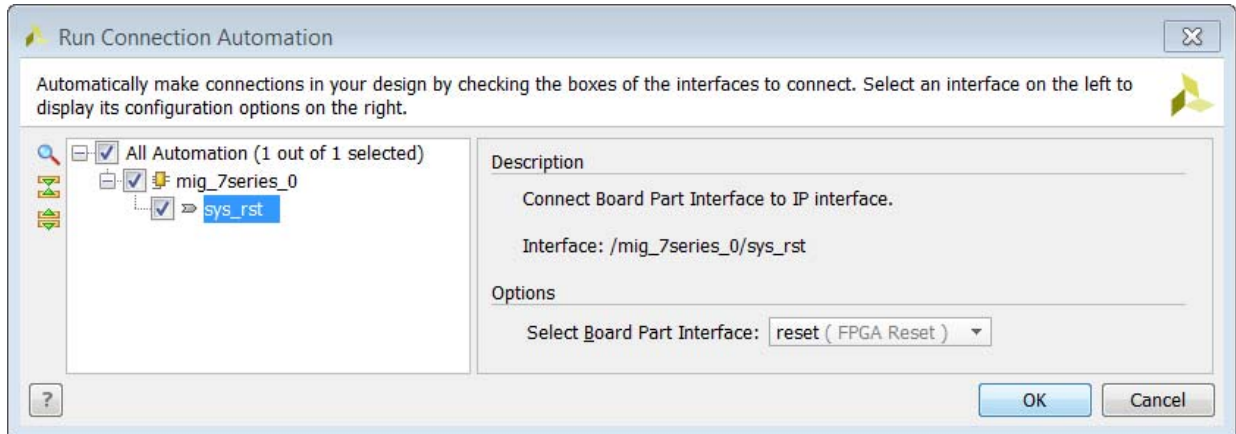 Run Connection Automation
Automatically make connections in your design by checking the boxes of the interfaces to connect. Select an interface on the left to
display its configuration options on the right.
All Automation (1 out of 1 selected)
mig_7series_0
sys_rst
Description
Connect Board Part Interface to IP interface.
Interface: /mig_7series_0/sys_rst
Options
Select Board Part Interface: reset ( FPGA Reset )
? OK Cancel